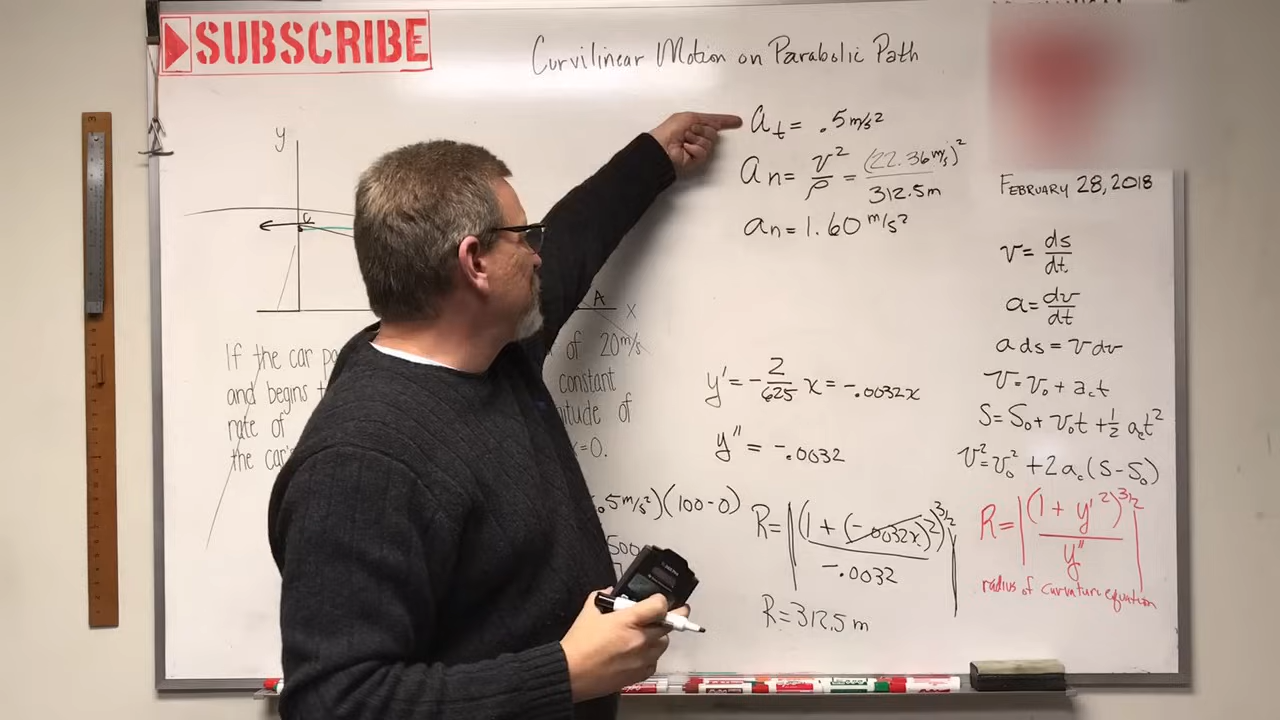 SUBSCRIBE
Curvilinear Motion on Parabolic Path
y
A
x
If the car
of 20 m/s
and begins
constant
rate of
the car's
x=0.
.5m/s²)(100-0)
500
a_t = .5 m/s²
a_n = v²/ρ = (22.36 m/s)²/312.5m
a_n = 1.60 m/s²
y' = -2/625 x = -.0032x
y'' = -.0032
R = |(1 + (-.0032x)²)^3/2 / -.0032|
R = 312.5 m
FEBRUARY 28, 2018
v = ds/dt
a = dv/dt
a ds = v dv
v = v₀ + a_c t
S = S₀ + v₀t + 1/2 a_c t²
v² = v₀² + 2a_c(S - S₀)
R = |(1 + y'²)^3/2 / y''|
radius of curvature equation